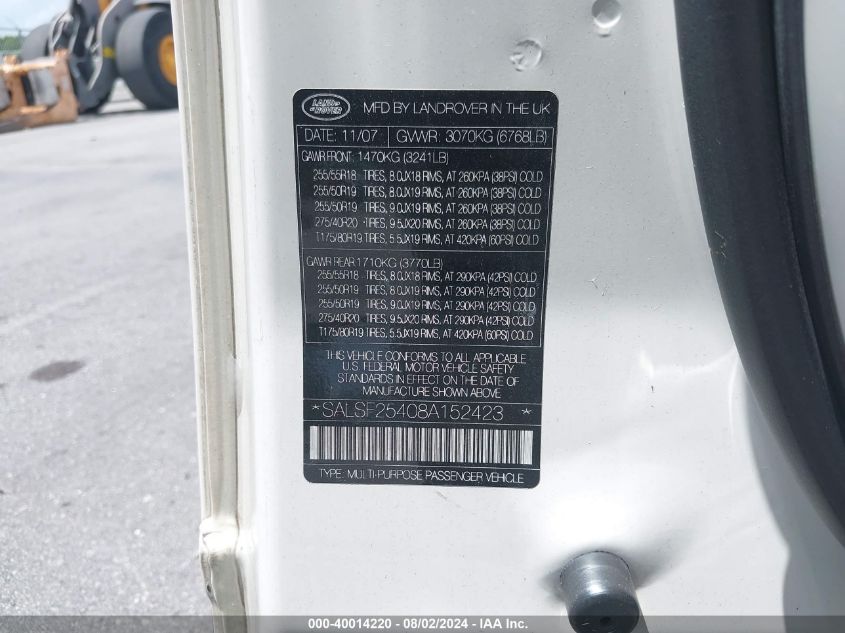 LAND ROVER
MFD BY LANDROVER IN THE UK
DATE: 11/07 GVWR: 3070KG (6768LB)
GAWR FRONT: 1470KG (3241LB)
255/55R18 TIRES, 8.0JX18 RIMS, AT 260KPA (38PSI) COLD
255/50R19 TIRES, 8.0JX19 RIMS, AT 260KPA (38PSI) COLD
255/50R19 TIRES, 9.0JX19 RIMS, AT 260KPA (38PSI) COLD
275/40R20 TIRES, 9.5JX20 RIMS, AT 260KPA (38PSI) COLD
T175/80R19 TIRES, 5.5JX19 RIMS, AT 420KPA (60PSI) COLD
GAWR REAR 1710KG (3770LB)
255/55R18 TIRES, 8.0JX18 RIMS, AT 290KPA (42PSI) COLD
255/50R19 TIRES, 8.0JX19 RIMS, AT 290KPA (42PSI) COLD
255/50R19 TIRES, 9.0JX19 RIMS, AT 290KPA (42PSI) COLD
275/40R20 TIRES, 9.5JX20 RIMS, AT 290KPA (42PSI) COLD
T175/80R19 TIRES, 5.5JX19 RIMS, AT 420KPA (60PSI) COLD
THIS VEHICLE CONFORMS TO ALL APPLICABLE
U.S. FEDERAL MOTOR VEHICLE SAFETY
STANDARDS IN EFFECT ON THE DATE OF
MANUFACTURE SHOWN ABOVE
*SALSF25408A152423*
TYPE: MULTI-PURPOSE PASSENGER VEHICLE
000-40014220 - 08/02/2024 - IAA Inc.